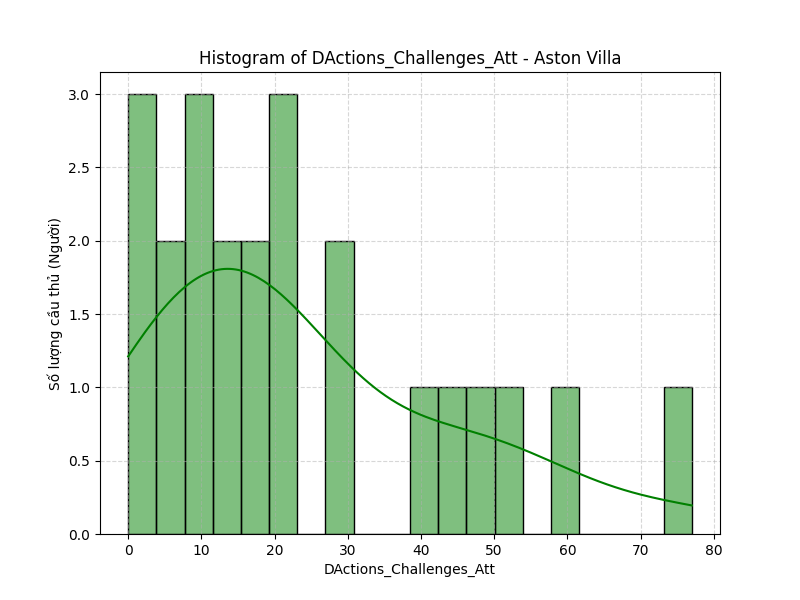 Histogram of DActions_Challenges_Att - Aston Villa
Số lượng cầu thủ (Người)
3.0
2.5
2.0
1.5
1.0
0.5
0.0
0 10 20 30 40 50 60 70 80
DActions_Challenges_Att